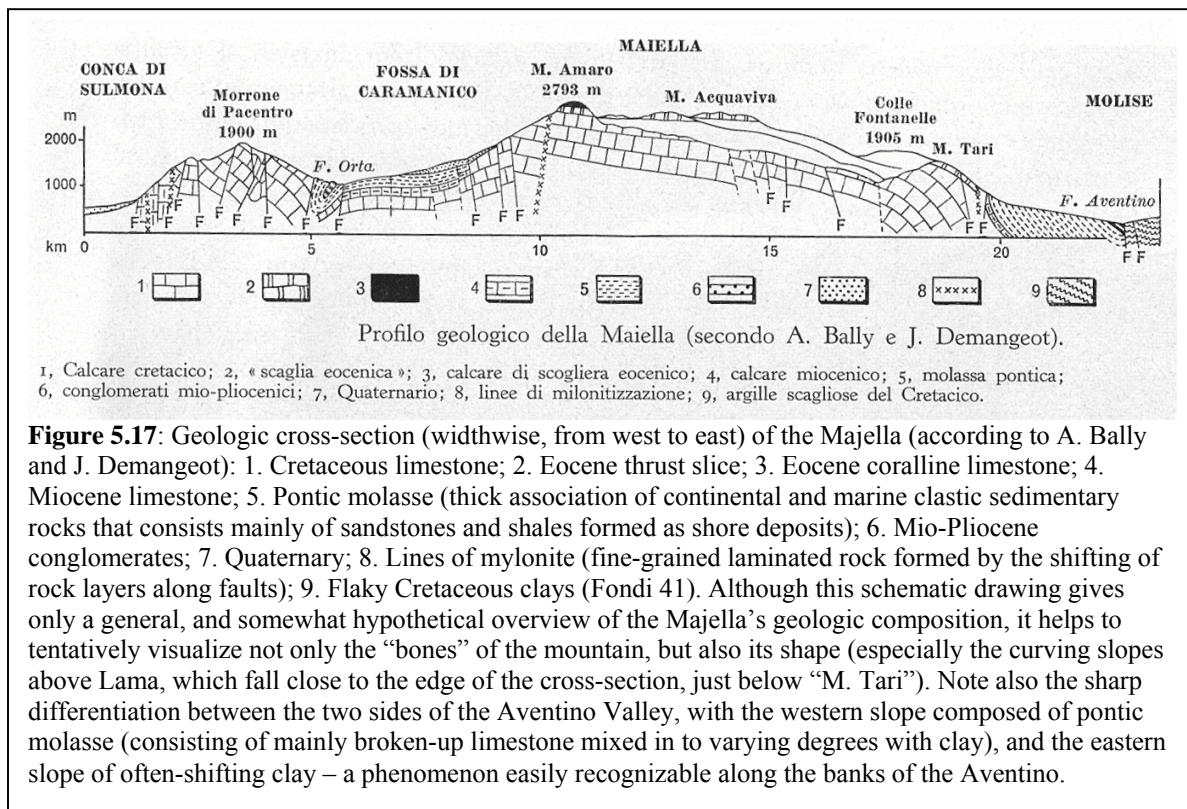 MAIELLA
CONCA DI
SULMONA
Morrone
di Pacentro
1900 m
FOSSA DI
CARAMANICO
M. Amaro
2793 m
M. Acquaviva
Colle
Fontanelle
1905 m
M. Tari
MOLISE
m
2000
1000
F. Orta
F. Aventino
F F F F F F F F F F F F F F F F F F
km 0 5 10 15 20
1 2 3 4 5 6 7 8 9
Profilo geologico della Maiella (secondo A. Bally e J. Demangeot).
1, Calcare cretacico; 2, « scaglia eocenica »; 3, calcare di scogliera eocenico; 4, calcare miocenico; 5, molassa pontica;
6, conglomerati mio-pliocenici; 7, Quaternario; 8, linee di milonitizzazione; 9, argille scagliose del Cretacico.
Figure 5.17: Geologic cross-section (widthwise, from west to east) of the Majella (according to A. Bally
and J. Demangeot): 1. Cretaceous limestone; 2. Eocene thrust slice; 3. Eocene coralline limestone; 4.
Miocene limestone; 5. Pontic molasse (thick association of continental and marine clastic sedimentary
rocks that consists mainly of sandstones and shales formed as shore deposits); 6. Mio-Pliocene
conglomerates; 7. Quaternary; 8. Lines of mylonite (fine-grained laminated rock formed by the shifting of
rock layers along faults); 9. Flaky Cretaceous clays (Fondi 41). Although this schematic drawing gives
only a general, and somewhat hypothetical overview of the Majella’s geologic composition, it helps to
tentatively visualize not only the “bones” of the mountain, but also its shape (especially the curving slopes
above Lama, which fall close to the edge of the cross-section, just below “M. Tari”). Note also the sharp
differentiation between the two sides of the Aventino Valley, with the western slope composed of pontic
molasse (consisting of mainly broken-up limestone mixed in to varying degrees with clay), and the eastern
slope of often-shifting clay – a phenomenon easily recognizable along the banks of the Aventino.